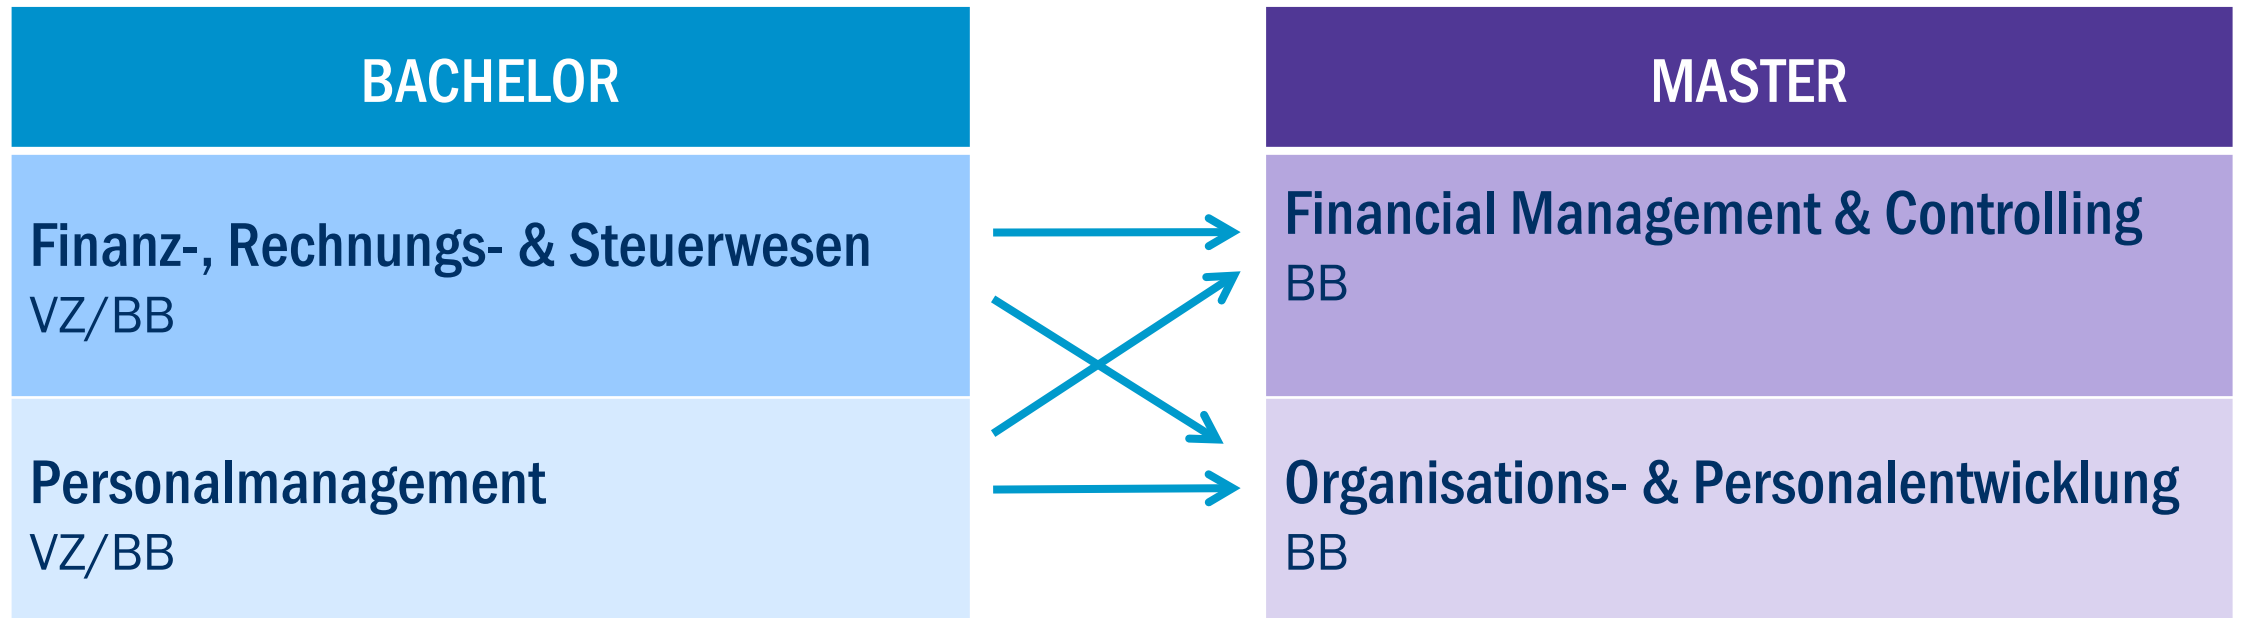 BACHELOR
Finanz-, Rechnungs- & Steuerwesen
VZ/BB
Personalmanagement
VZ/BB
MASTER
Financial Management & Controlling
BB
Organisations- & Personalentwicklung
BB